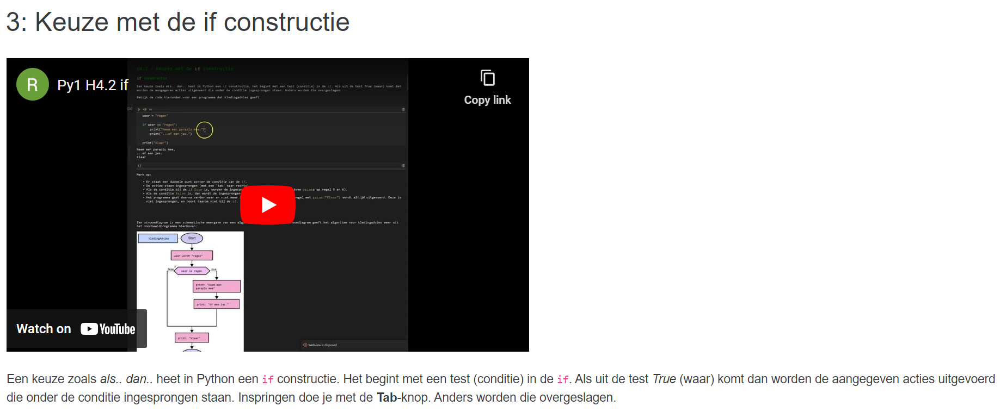 3: Keuze met de if constructie
R
Py1 H4.2 if
Copy link
H4.2 - Keuzes met de if constructie
if constructie
Een keuze zoals als.. dan.. heet in Python een if constructie. Het begint met een test (conditie) in de if. Als uit de test True (waar) komt dan
worden de aangegeven acties uitgevoerd die onder de conditie ingesprongen staan. Anders worden die overgeslagen.
Bekijk de code hieronder voor een programma dat kledingadvies geeft:
[1]
weer = "regen"
if weer == "regen":
print("Neem een paraplu mee,")
print("...of een jas.")
print("Klaar")
Neem een paraplu mee,
...of een jas.
Klaar
Merk op:
• Er staat een dubbele punt achter de conditie van de if.
• De acties staan ingesprongen (met een 'tab' naar rechts)
• Als de conditie bij de if True is, worden de ingespr twee prints op regel 5 en 6).
• Als de conditie False is, dan wordt de ingesprongen
• Het programma gaat daarna verder waar er niet meer regel met print("Klaar") wordt altijd uitgevoerd. Deze is
niet ingesprongen, en hoort daarom niet bij de if.
Een stroomdiagram is een schematische weergave van een algo oomdiagram geeft het algoritme voor kledingadvies weer uit
het voorbeeldprogramma hierboven:
kledingAdvies
Start
weer wordt "regen"
if
false
weer is regen
true
print: "Neem een
paraplu mee"
print: "of een jas."
print: "Klaar"
Watch on YouTube
Webview is disposed
Een keuze zoals als.. dan.. heet in Python een if constructie. Het begint met een test (conditie) in de if. Als uit de test True (waar) komt dan worden de aangegeven acties uitgevoerd
die onder de conditie ingesprongen staan. Inspringen doe je met de Tab-knop. Anders worden die overgeslagen.